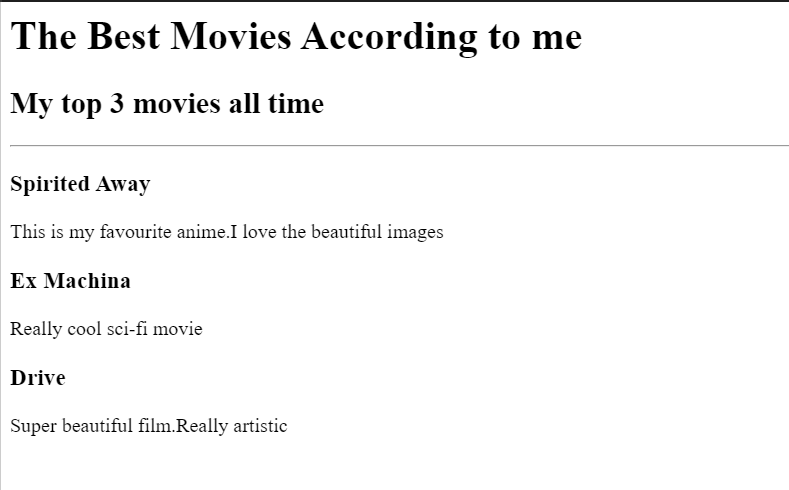 The Best Movies According to me
My top 3 movies all time
Spirited Away
This is my favourite anime.I love the beautiful images
Ex Machina
Really cool sci-fi movie
Drive
Super beautiful film.Really artistic